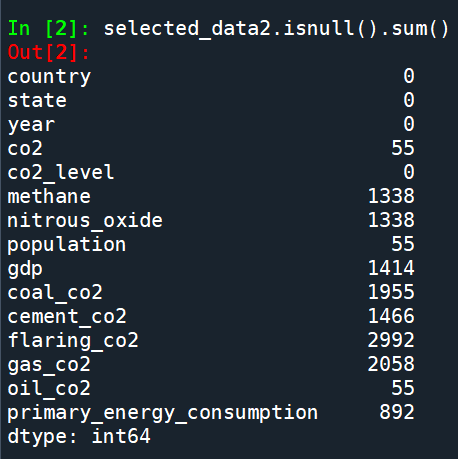 In [2]: selected_data2.isnull().sum()
Out[2]:
country 0
state 0
year 0
co2 55
co2_level 0
methane 1338
nitrous_oxide 1338
population 55
gdp 1414
coal_co2 1955
cement_co2 1466
flaring_co2 2992
gas_co2 2058
oil_co2 55
primary_energy_consumption 892
dtype: int64